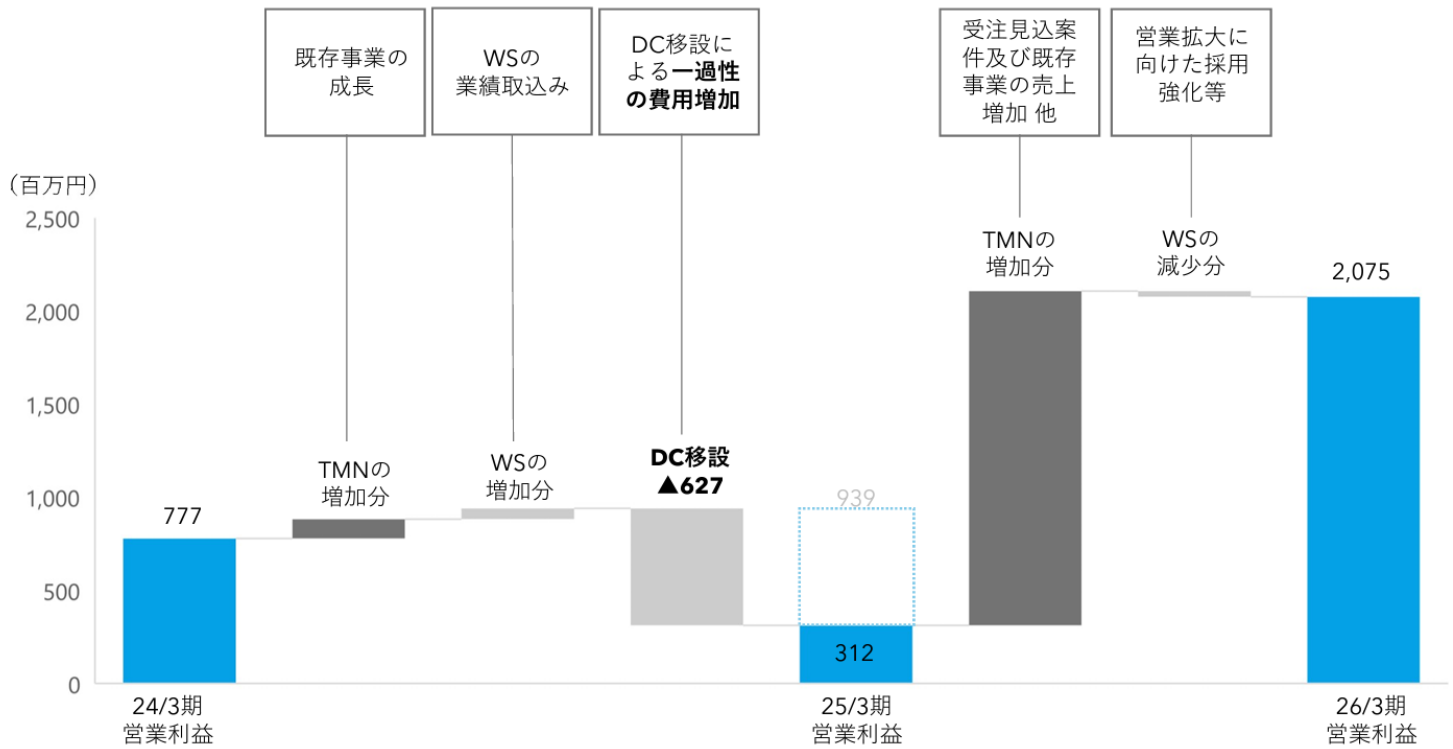 既存事業の
成長
WSの
業績取込み
DC移設に
よる一過性
の費用増加
受注見込案
件及び既存
事業の売上
増加 他
営業拡大に
向けた採用
強化等
（百万円）
2,500
2,000
1,500
1,000
500
0
777
TMNの
増加分
WSの
増加分
DC移設
▲627
939
312
TMNの
増加分
WSの
減少分
2,075
24/3期
営業利益
25/3期
営業利益
26/3期
営業利益